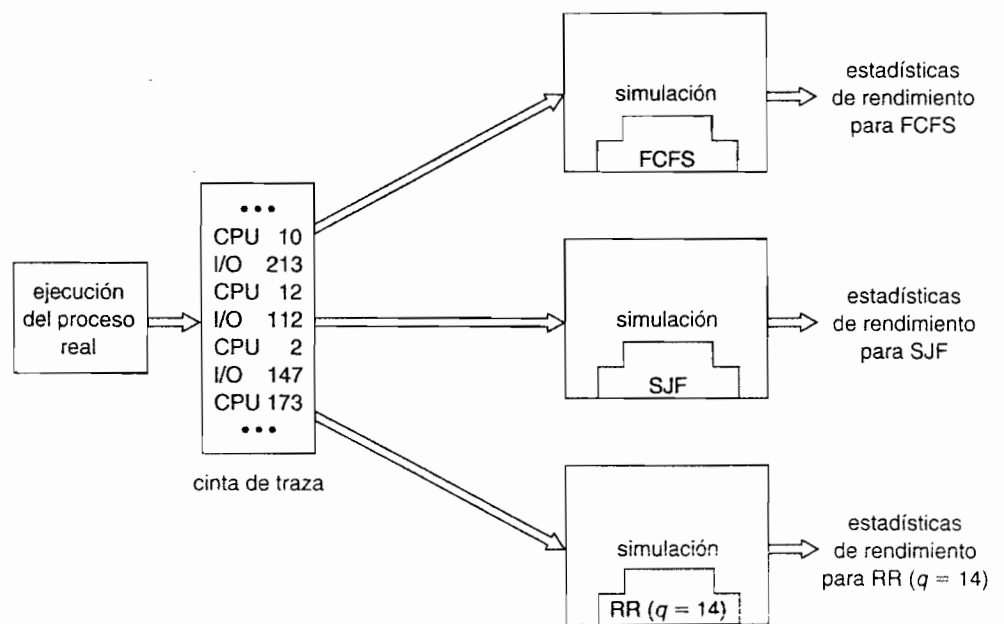 ejecución
del proceso
real
•••
CPU 10
I/O 213
CPU 12
I/O 112
CPU 2
I/O 147
CPU 173
•••
cinta de traza
simulación
FCFS
estadísticas
de rendimiento
para FCFS
simulación
SJF
estadísticas
de rendimiento
para SJF
simulación
RR (q = 14)
estadísticas
de rendimiento
para RR (q = 14)